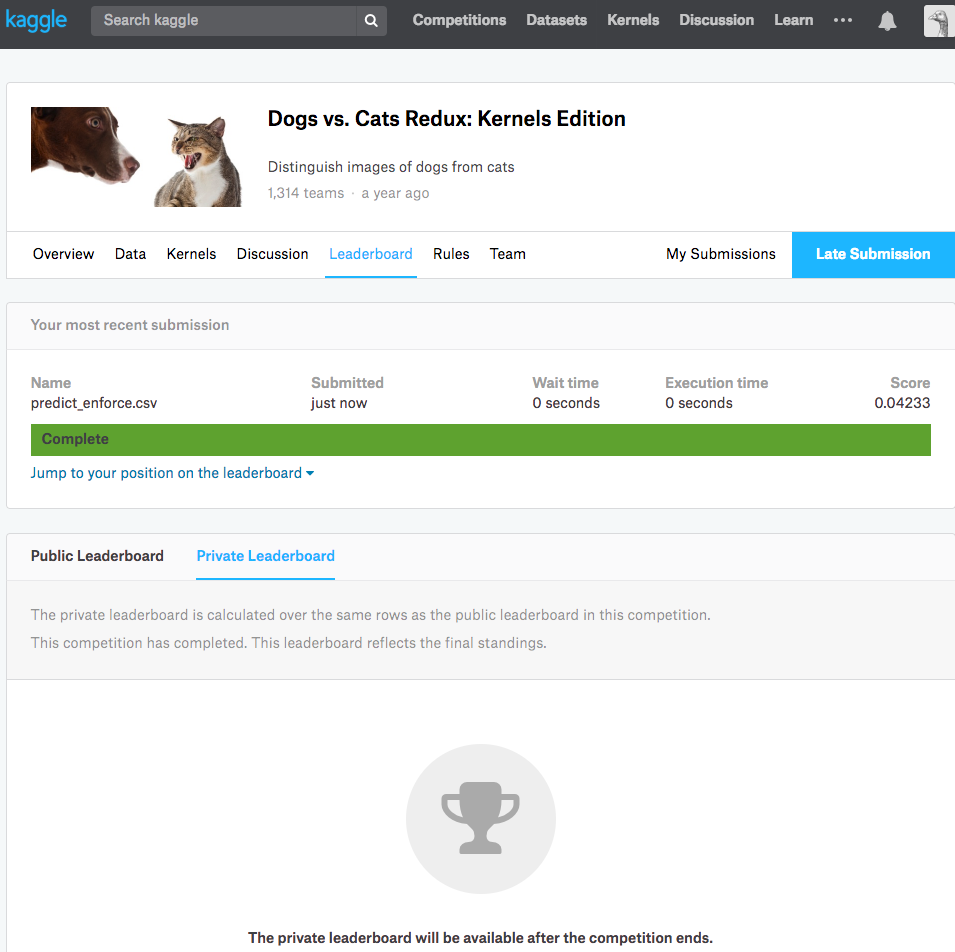 kaggle Search kaggle Competitions Datasets Kernels Discussion Learn •••
Dogs vs. Cats Redux: Kernels Edition
Distinguish images of dogs from cats
1,314 teams · a year ago
Overview Data Kernels Discussion Leaderboard Rules Team My Submissions Late Submission
Your most recent submission
Name Submitted Wait time Execution time Score
predict_enforce.csv just now 0 seconds 0 seconds 0.04233
Complete
Jump to your position on the leaderboard
Public Leaderboard Private Leaderboard
The private leaderboard is calculated over the same rows as the public leaderboard in this competition.
This competition has completed. This leaderboard reflects the final standings.
The private leaderboard will be available after the competition ends.